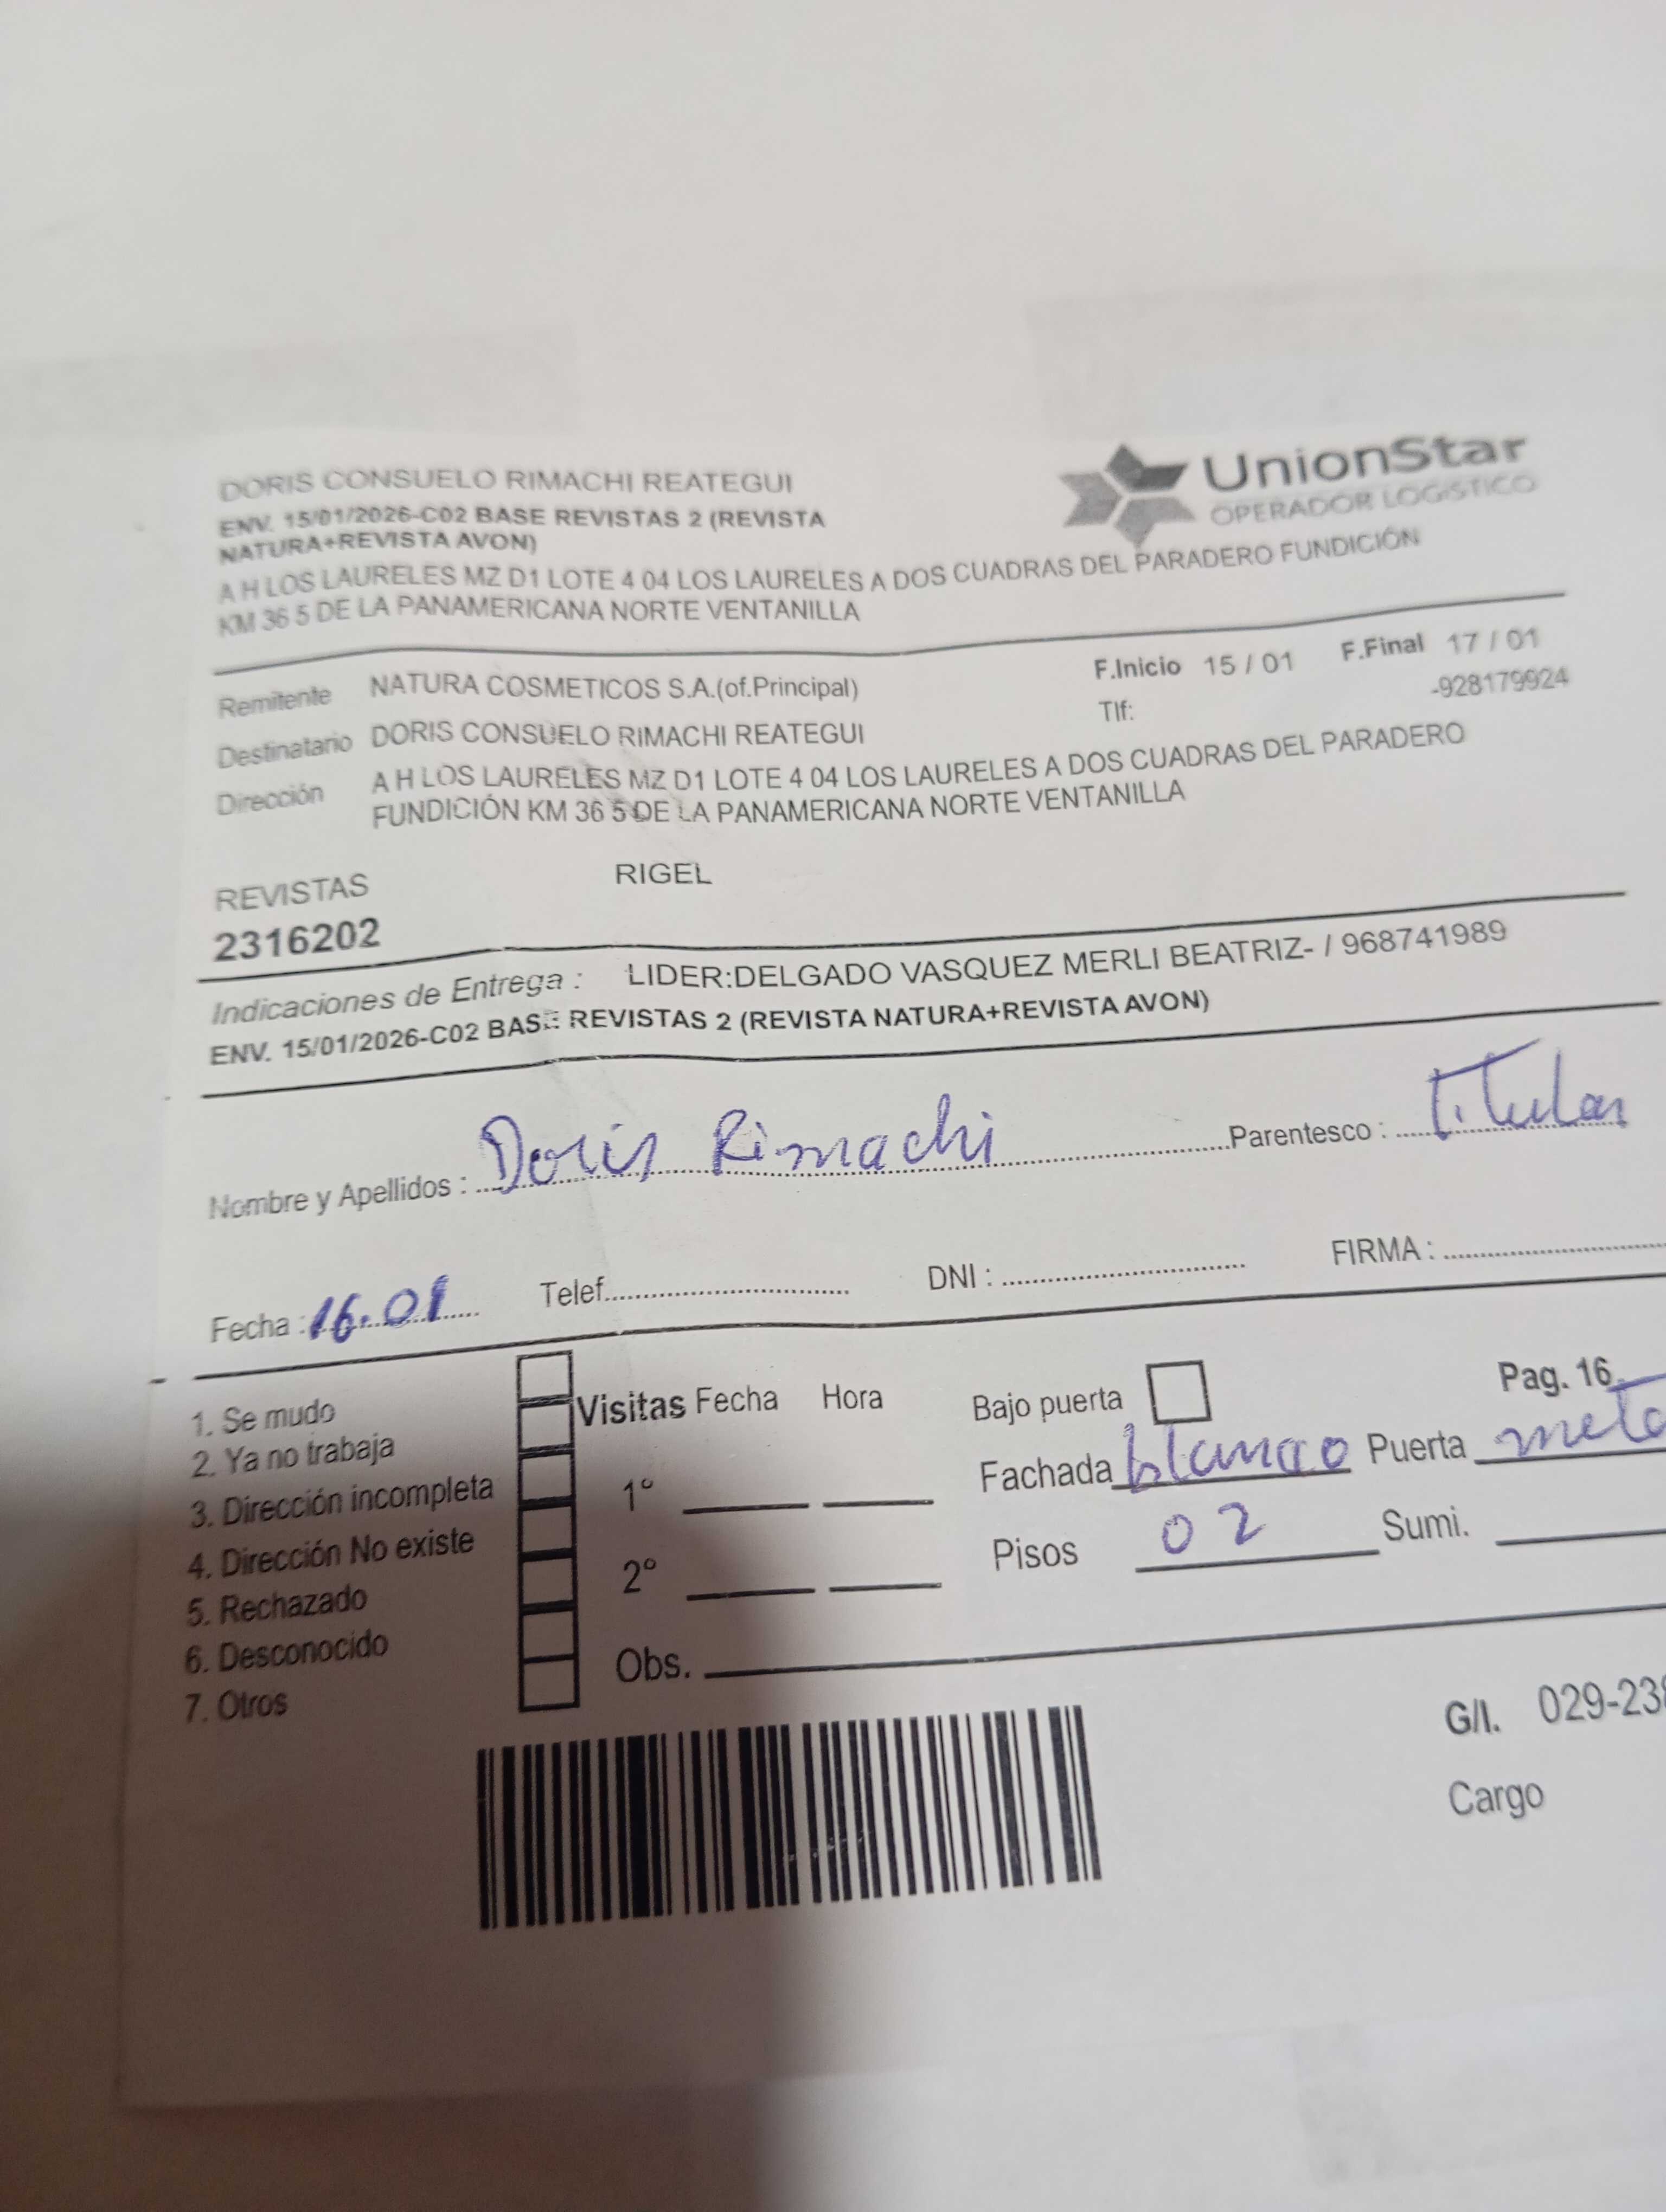 DORIS CONSUELO RIMACHI REATEGUI
UnionStar
OPERADOR LOGISTICO
ENV. 15/01/2026-C02 BASE REVISTAS 2 (REVISTA
NATURA+REVISTA AVON)
A H LOS LAURELES MZ D1 LOTE 4 04 LOS LAURELES A DOS CUADRAS DEL PARADERO FUNDICIÓN
KM 36 5 DE LA PANAMERICANA NORTE VENTANILLA
Remitente NATURA COSMETICOS S.A.(of.Principal) F.Inicio 15 / 01 F.Final 17 / 01
Tlf: -928179924
Destinatario DORIS CONSUELO RIMACHI REATEGUI
Dirección A H LOS LAURELES MZ D1 LOTE 4 04 LOS LAURELES A DOS CUADRAS DEL PARADERO
FUNDICIÓN KM 36 5 DE LA PANAMERICANA NORTE VENTANILLA
REVISTAS RIGEL
2316202
Indicaciones de Entrega : LIDER:DELGADO VASQUEZ MERLI BEATRIZ- / 968741989
ENV. 15/01/2026-C02 BASE REVISTAS 2 (REVISTA NATURA+REVISTA AVON)
Nombre y Apellidos : Doris Rimachi Parentesco : Titular
Fecha : 16.01 Telef. DNI : FIRMA :
1. Se mudo
2. Ya no trabaja
3. Dirección incompleta
4. Dirección No existe
5. Rechazado
6. Desconocido
7. Otros
Visitas Fecha Hora
1°
2°
Obs.
Bajo puerta Pag. 16
Fachada blanco Puerta
Pisos 02 Sumi.
G/I. 029-23
Cargo